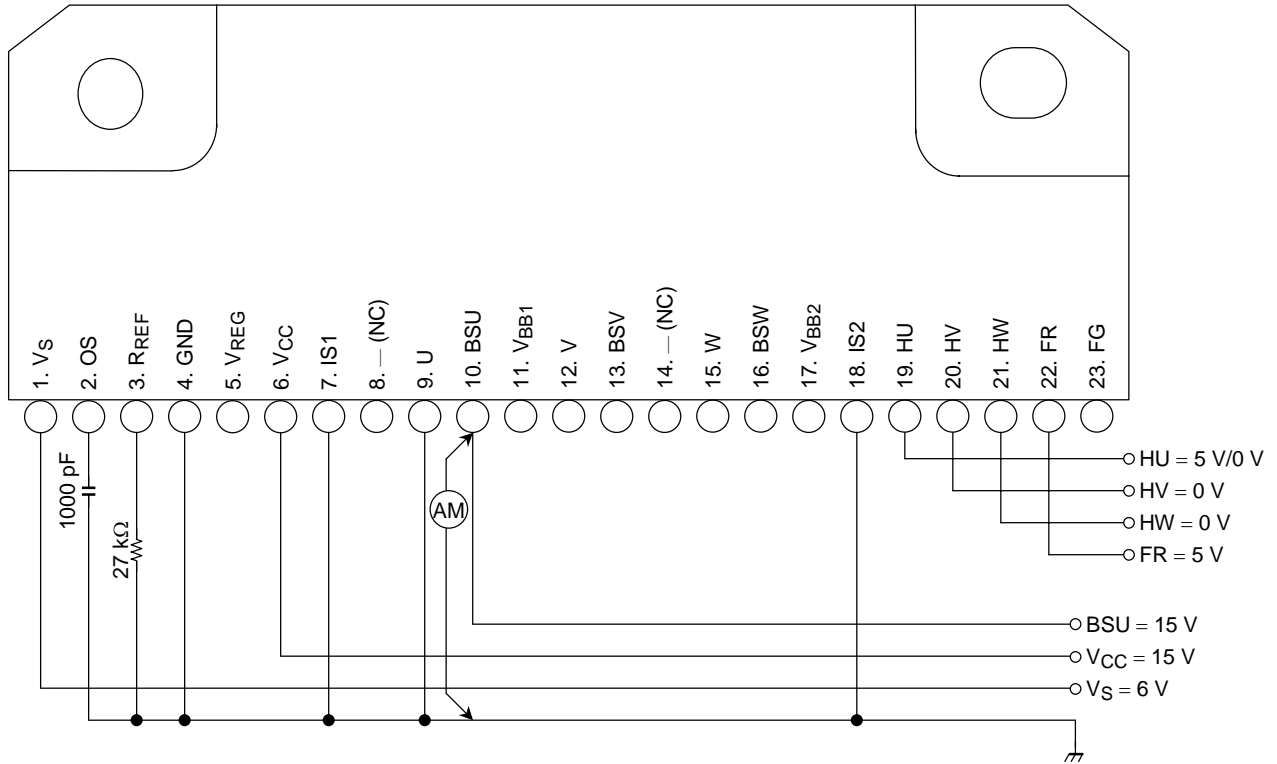 1. VS
2. OS
3. RREF
4. GND
5. VREG
6. VCC
7. IS1
8. — (NC)
9. U
10. BSU
11. VBB1
12. V
13. BSV
14. — (NC)
15. W
16. BSW
17. VBB2
18. IS2
19. HU
20. HV
21. HW
22. FR
23. FG
1000 pF
27 kΩ
AM
HU = 5 V/0 V
HV = 0 V
HW = 0 V
FR = 5 V
BSU = 15 V
VCC = 15 V
VS = 6 V